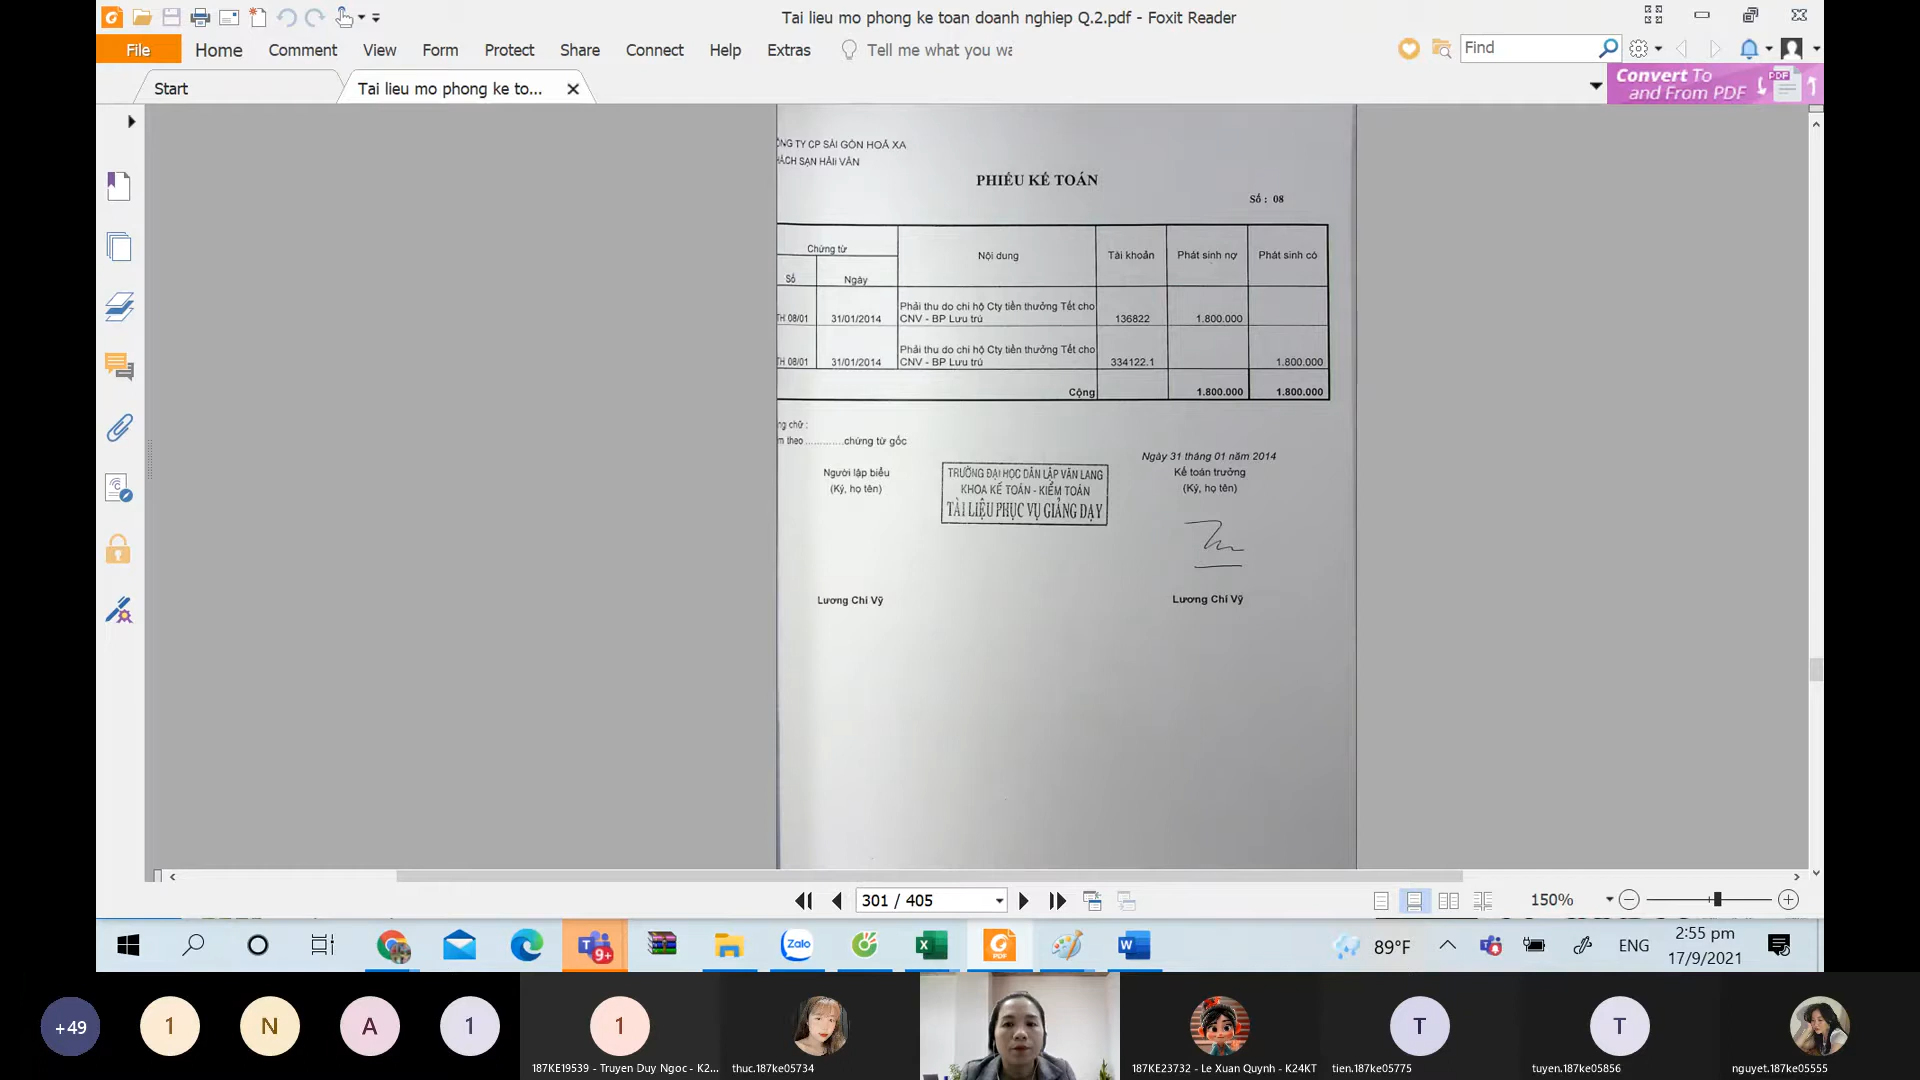 Tai lieu mo phong ke toan doanh nghiep Q.2.pdf - Foxit Reader
File Home Comment View Form Protect Share Connect Help Extras Tell me what you wa
Find
Start
Tai lieu mo phong ke to...
Convert To
and From PDF
PDF
ÔNG TY CP SÀI GÒN HOẢ XA
HÁCH SẠN HẢI VÂN
PHIẾU KẾ TOÁN
Số : 08
Chứng từ
Nội dung
Tài khoản
Phát sinh nợ
Phát sinh có
Số
Ngày
Phải thu do chi hộ Cty tiền thưởng Tết cho
TH 08/01 31/01/2014 CNV - BP Lưu trú 136822 1.800.000
Phải thu do chi hộ Cty tiền thưởng Tết cho
TH 08/01 31/01/2014 CNV - BP Lưu trú 334122.1 1.800.000
Cộng 1.800.000 1.800.000
ng chữ :
m theo .............chứng từ gốc
Ngày 31 tháng 01 năm 2014
Người lập biểu
Kế toán trưởng
(Ký, họ tên)
(Ký, họ tên)
TRƯỜNG ĐẠI HỌC DÂN LẬP VĂN LANG
KHOA KẾ TOÁN - KIỂM TOÁN
TÀI LIỆU PHỤC VỤ GIẢNG DẠY
Lương Chí Vỹ
Lương Chí Vỹ
301 / 405
150%
9+
Zalo
PDF
89°F
ENG
2:55 pm
17/9/2021
+49
1
N
A
1
1
T
T
187KE19539 - Truyen Duy Ngoc - K2...
thuc.187ke05734
187KE23732 - Le Xuan Quynh - K24KT
tien.187ke05775
tuyen.187ke05856
nguyet.187ke05555